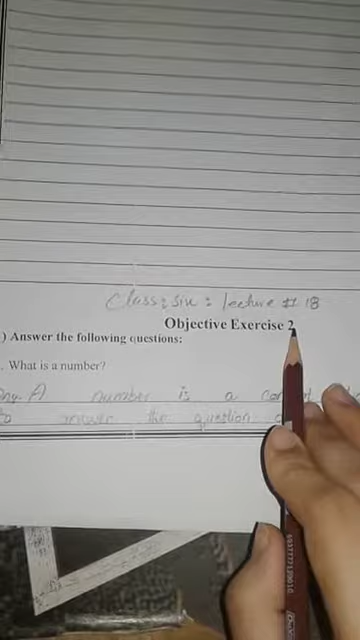 Class: six : lecture # 18
Objective Exercise 2
) Answer the following questions:
. What is a number?
Ans. A number is a
to answer the question
693777129010